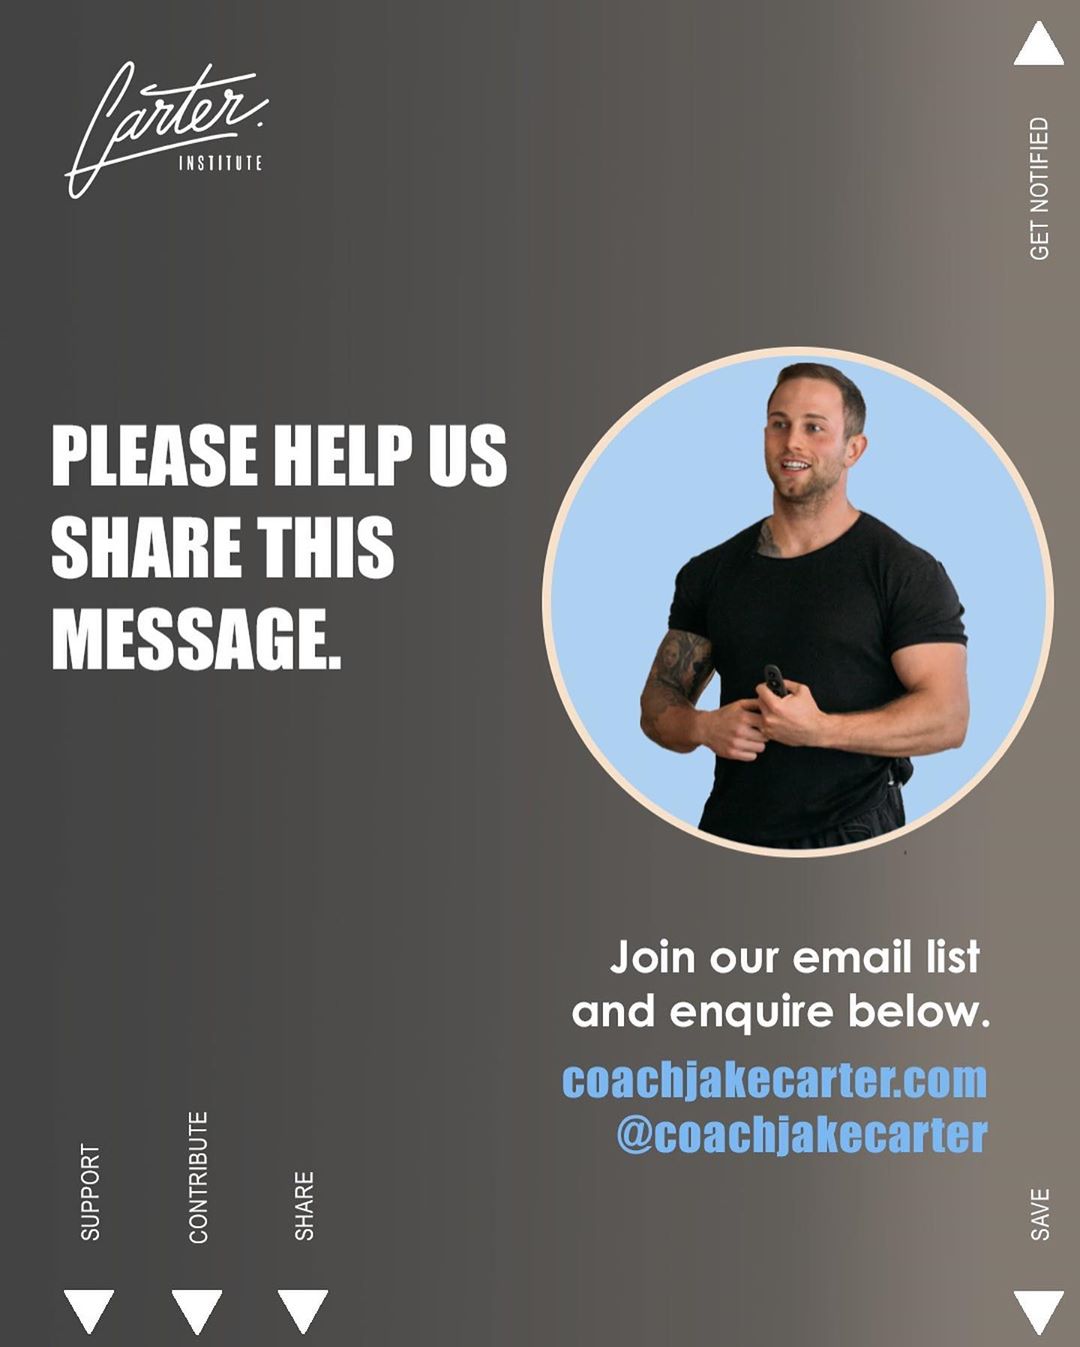 Carter.
INSTITUTE
GET NOTIFIED
PLEASE HELP US
SHARE THIS
MESSAGE.
Join our email list
and enquire below.
coachjakecarter.com
@coachjakecarter
SUPPORT
CONTRIBUTE
SHARE
SAVE